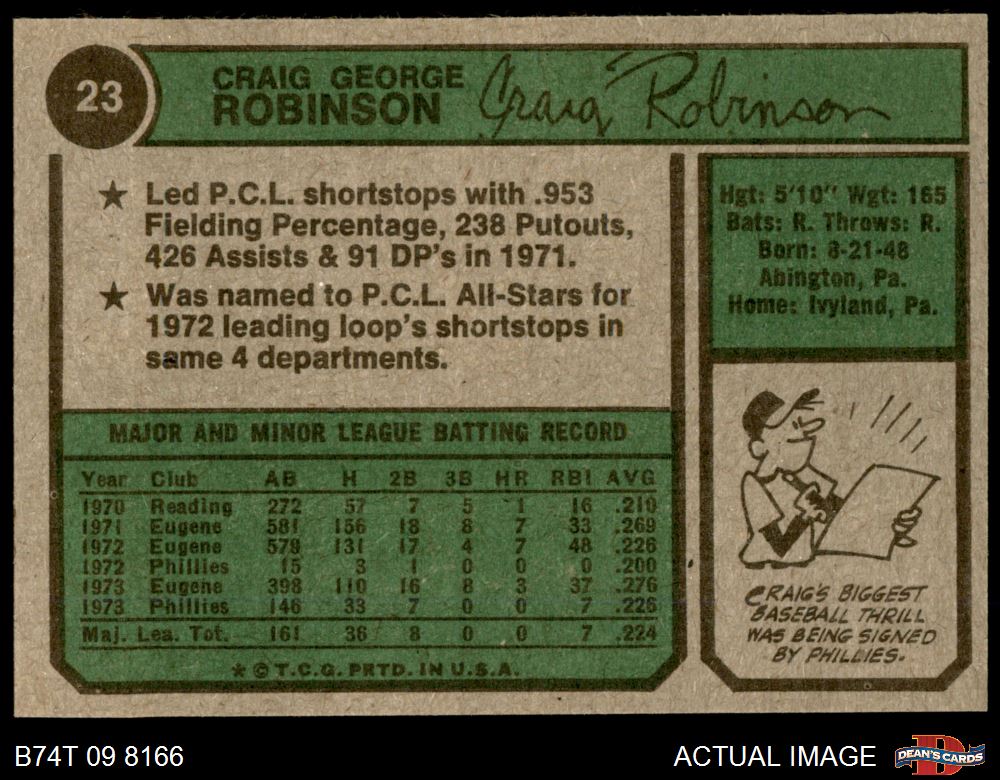 23
CRAIG GEORGE
ROBINSON
Craig Robinson
★ Led P.C.L. shortstops with .953
Fielding Percentage, 238 Putouts,
426 Assists & 91 DP's in 1971.
★ Was named to P.C.L. All-Stars for
1972 leading loop's shortstops in
same 4 departments.
Hgt: 5'10" Wgt: 165
Bats: R. Throws: R.
Born: 8-21-48
Abington, Pa.
Home: Ivyland, Pa.
MAJOR AND MINOR LEAGUE BATTING RECORD
Year Club AB H 2B 3B HR RBI AVG
1970 Reading 272 57 7 5 1 16 .210
1971 Eugene 581 156 18 8 7 33 .269
1972 Eugene 579 131 17 4 7 48 .226
1972 Phillies 15 3 1 0 0 0 .200
1973 Eugene 398 110 16 8 3 37 .276
1973 Phillies 146 33 7 0 0 7 .226
Maj. Lea. Tot. 161 36 8 0 0 7 .224
* © T.C.G. PRTD. IN U.S.A.
CRAIG'S BIGGEST
BASEBALL THRILL
WAS BEING SIGNED
BY PHILLIES.
B74T 09 8166
ACTUAL IMAGE
D
DEAN'S CARDS